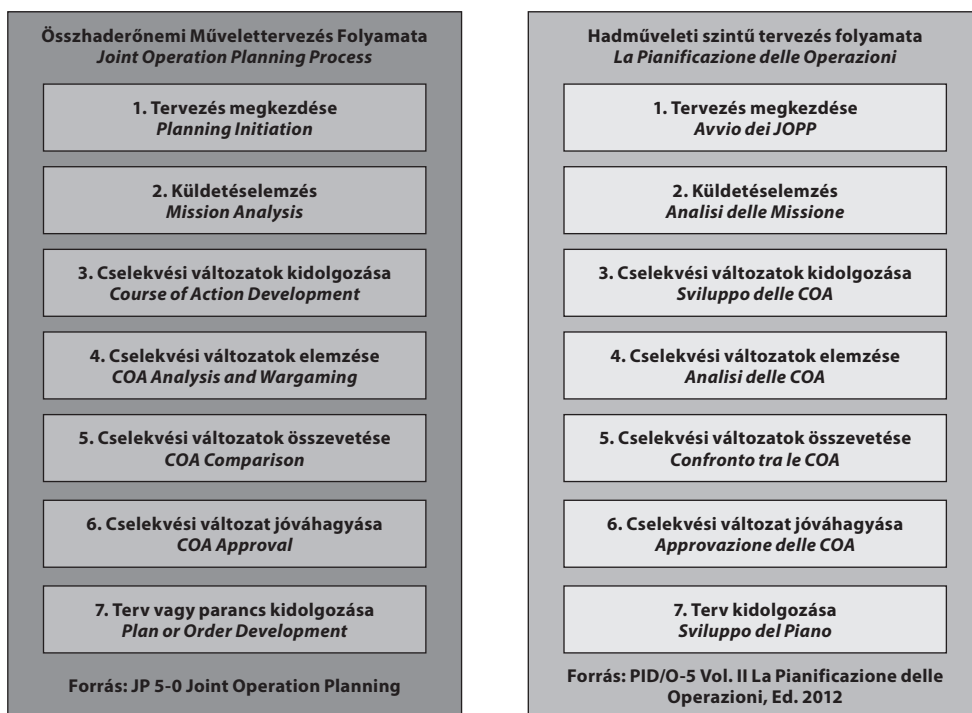 Összhaderőnemi Művelettervezés Folyamata
Joint Operation Planning Process
1. Tervezés megkezdése
Planning Initiation
2. Küldetéselemzés
Mission Analysis
3. Cselekvési változatok kidolgozása
Course of Action Development
4. Cselekvési változatok elemzése
COA Analysis and Wargaming
5. Cselekvési változatok összevetése
COA Comparison
6. Cselekvési változat jóváhagyása
COA Approval
7. Terv vagy parancs kidolgozása
Plan or Order Development
Forrás: JP 5-0 Joint Operation Planning
Hadműveleti szintű tervezés folyamata
La Pianificazione delle Operazioni
1. Tervezés megkezdése
Avvio dei JOPP
2. Küldetéselemzés
Analisi delle Missione
3. Cselekvési változatok kidolgozása
Sviluppo delle COA
4. Cselekvési változatok elemzése
Analisi delle COA
5. Cselekvési változatok összevetése
Confronto tra le COA
6. Cselekvési változat jóváhagyása
Approvazione delle COA
7. Terv kidolgozása
Sviluppo del Piano
Forrás: PID/O-5 Vol. II La Pianificazione delle
Operazioni, Ed. 2012